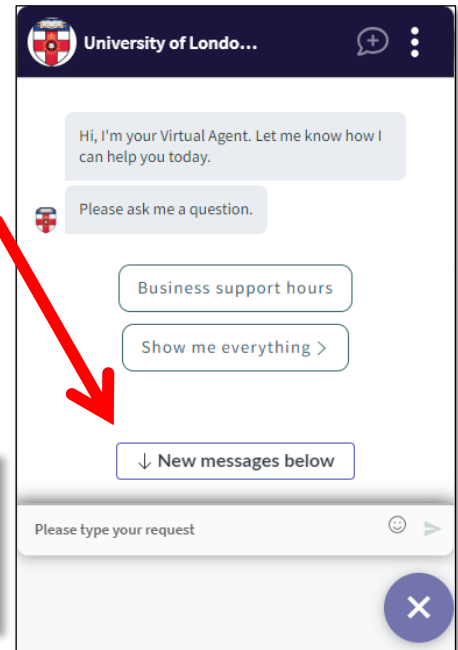 University of Londo...
Hi, I'm your Virtual Agent. Let me know how I
can help you today.
Please ask me a question.
Business support hours
Show me everything >
↓ New messages below
Please type your request